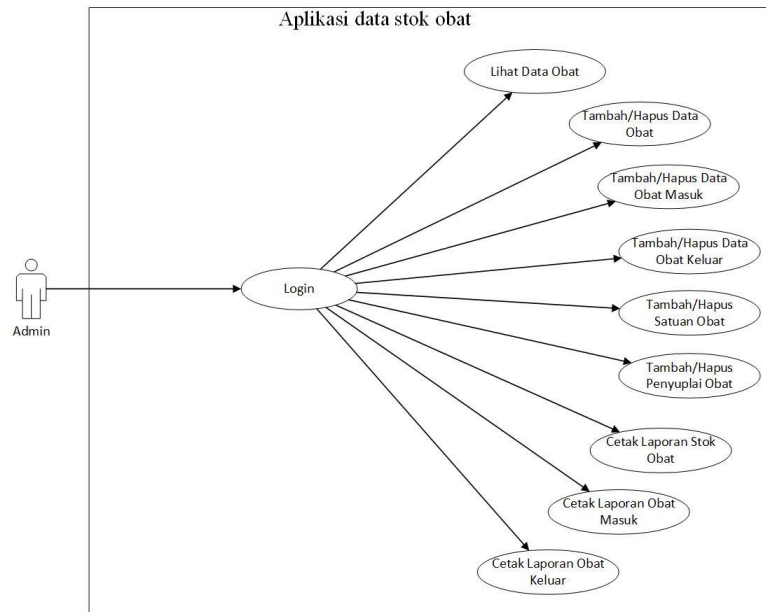 Aplikasi data stok obat
Lihat Data Obat
Tambah/Hapus Data
Obat
Tambah/Hapus Data
Obat Masuk
Tambah/Hapus Data
Obat Keluar
Login
Admin
Tambah/Hapus
Satuan Obat
Tambah/Hapus
Penyuplai Obat
Cetak Laporan Stok
Obat
Cetak Laporan Obat
Masuk
Cetak Laporan Obat
Keluar